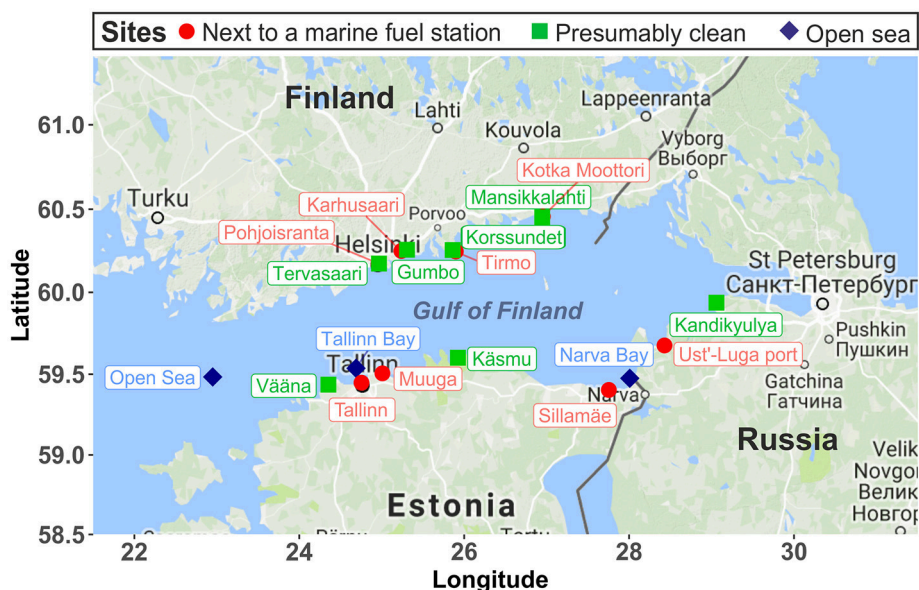 Sites Next to a marine fuel station Presumably clean Open sea
Finland
Lahti
Lappeenranta
Kouvola
Vyborg
Выборг
Kotka Moottori
Mansikkalahti
Turku
Karhusaari
Porvoo
Pohjoisranta
Helsinki
Korssundet
Tervasaari
Gumbo
Tirmo
St Petersburg
Санкт-Петербург
Gulf of Finland
Kandikyulya
Pushkin
Пушкин
Tallinn Bay
Tallinn
Käsmu
Narva Bay
Ust'-Luga port
Open Sea
Vääna
Muuga
Tallinn
Sillamäe
Narva
Gatchina
Гатчина
Russia
Estonia
Velik
Novgor
Велик
Новгор
61.0
60.5
60.0
59.5
59.0
58.5
Latitude
22 24 26 28 30
Longitude